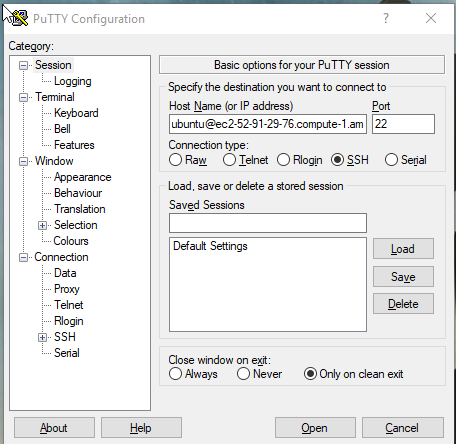 PuTTY Configuration
Category:
Session
Logging
Terminal
Keyboard
Bell
Features
Window
Appearance
Behaviour
Translation
Selection
Colours
Connection
Data
Proxy
Telnet
Rlogin
SSH
Serial
Basic options for your PuTTY session
Specify the destination you want to connect to
Host Name (or IP address) Port
ubuntu@ec2-52-91-29-76.compute-1.am 22
Connection type:
Raw Telnet Rlogin SSH Serial
Load, save or delete a stored session
Saved Sessions
Default Settings
Load
Save
Delete
Close window on exit:
Always Never Only on clean exit
About Help Open Cancel